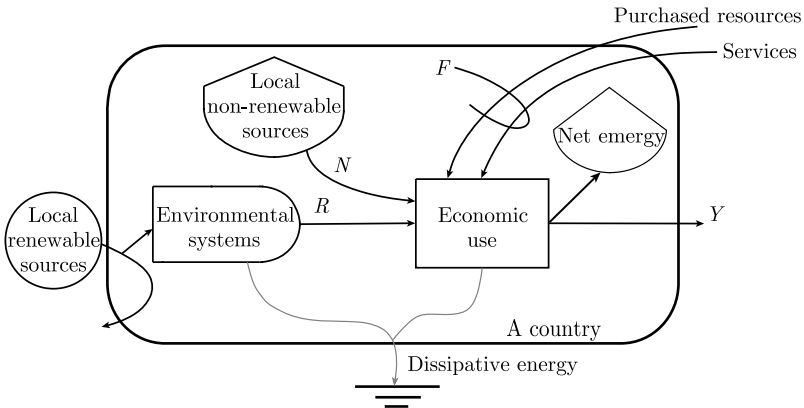 Purchased resources
Services
F
Local
non-renewable
sources
Net emergy
N
Local
renewable
sources
Environmental
systems
R
Economic
use
Y
A country
Dissipative energy